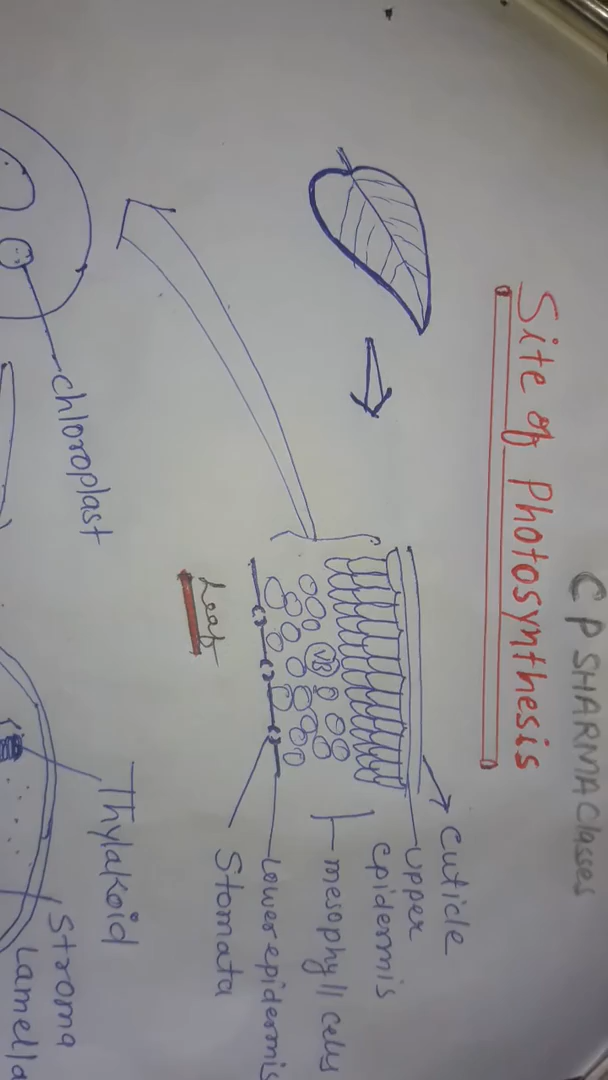 C P SHARMA Classes
Site of Photosynthesis
Cuticle
upper
epidermis
mesophyll cells
VB
Lower epidermis
Stomata
Leaf
chloroplast
Thylakoid
Stroma
Lamella